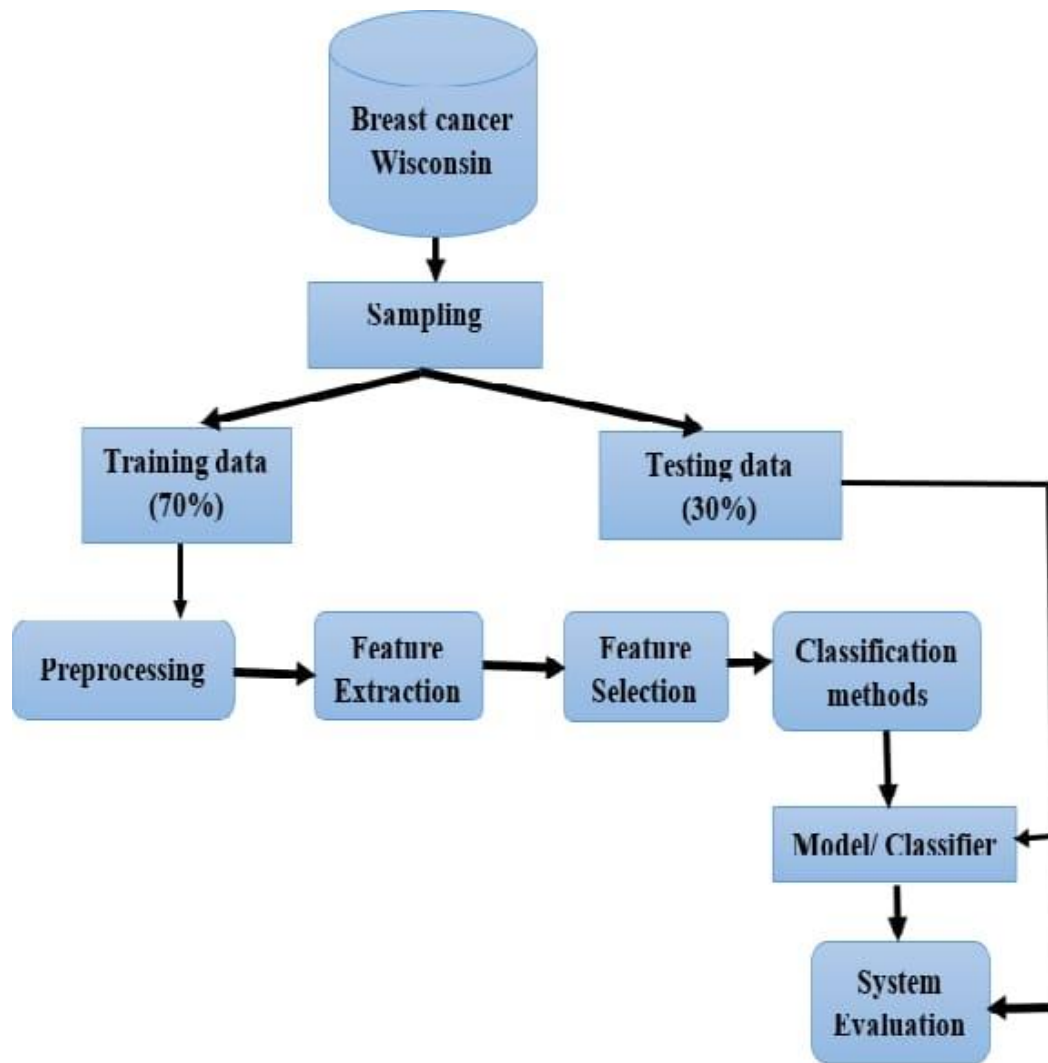 Breast cancer
Wisconsin
Sampling
Training data
(70%)
Testing data
(30%)
Preprocessing
Feature
Extraction
Feature
Selection
Classification
methods
Model/ Classifier
System
Evaluation